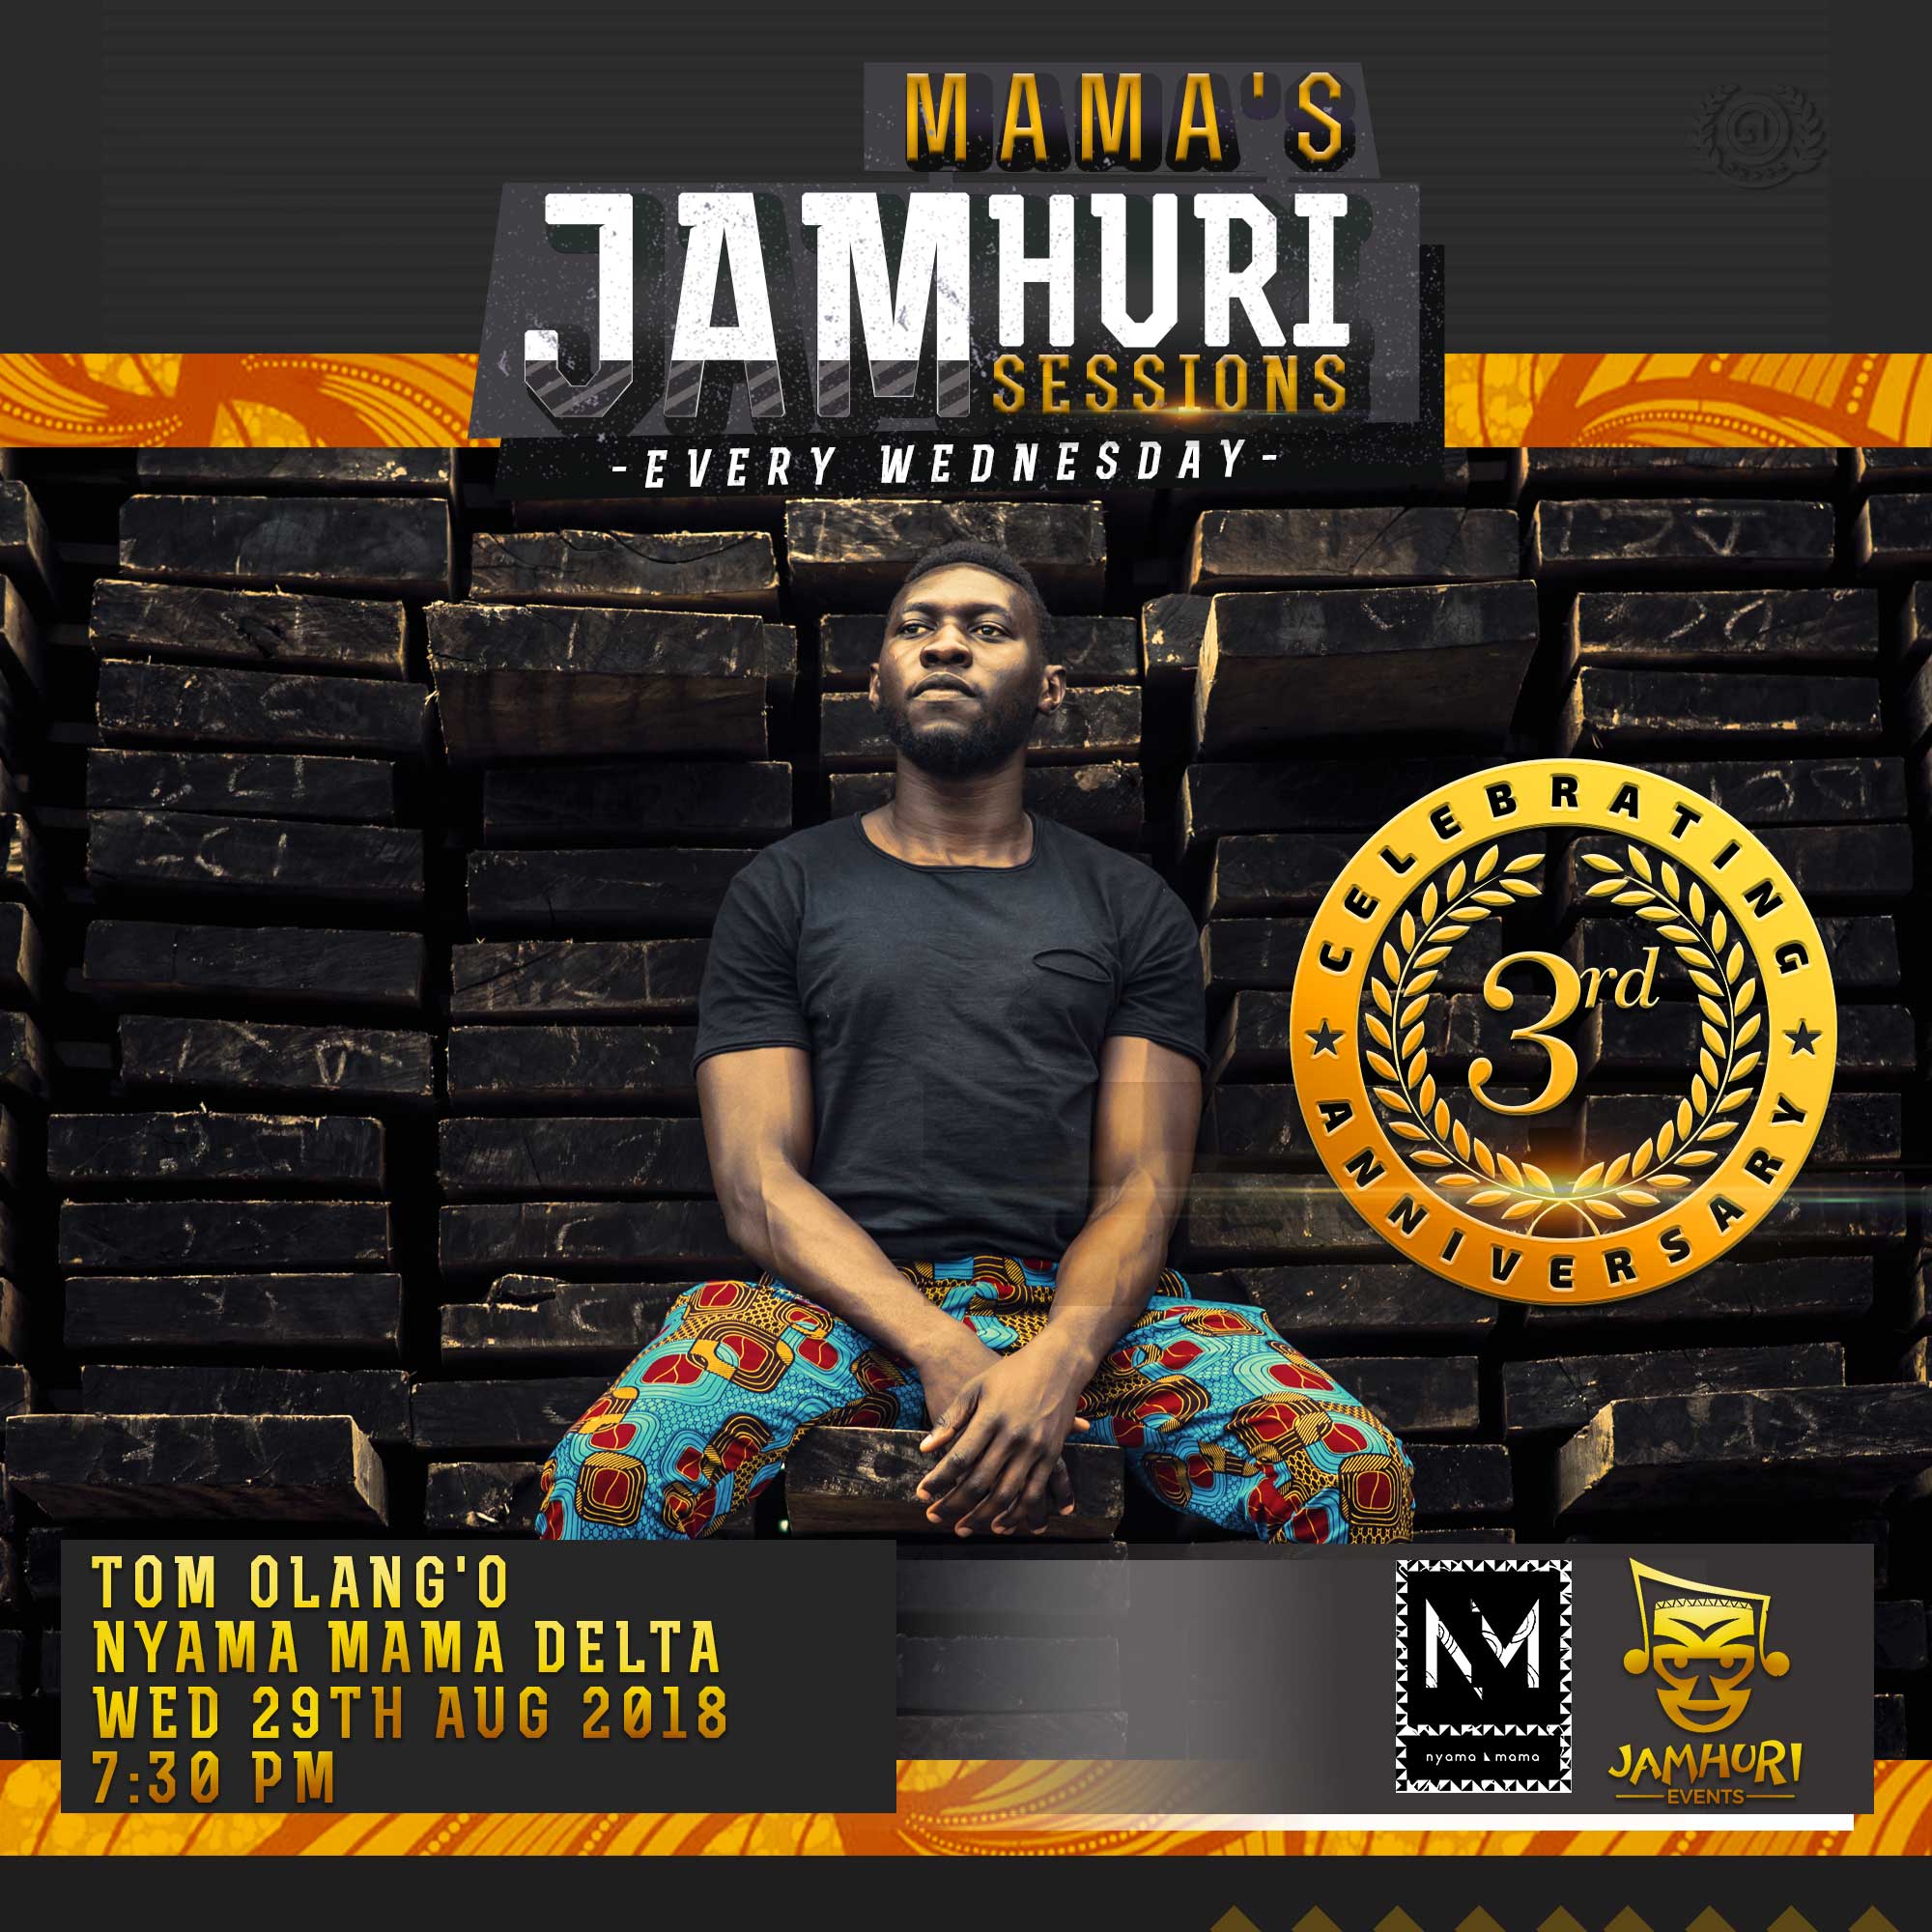 MAMA'S
JAMHURI
SESSIONS
-EVERY WEDNESDAY-
CELEBRATING
3rd
ANNIVERSARY
TOM OLANG'O
NYAMA MAMA DELTA
WED 29TH AUG 2018
7:30 PM
NM
nyama mama
JAMHURI
EVENTS